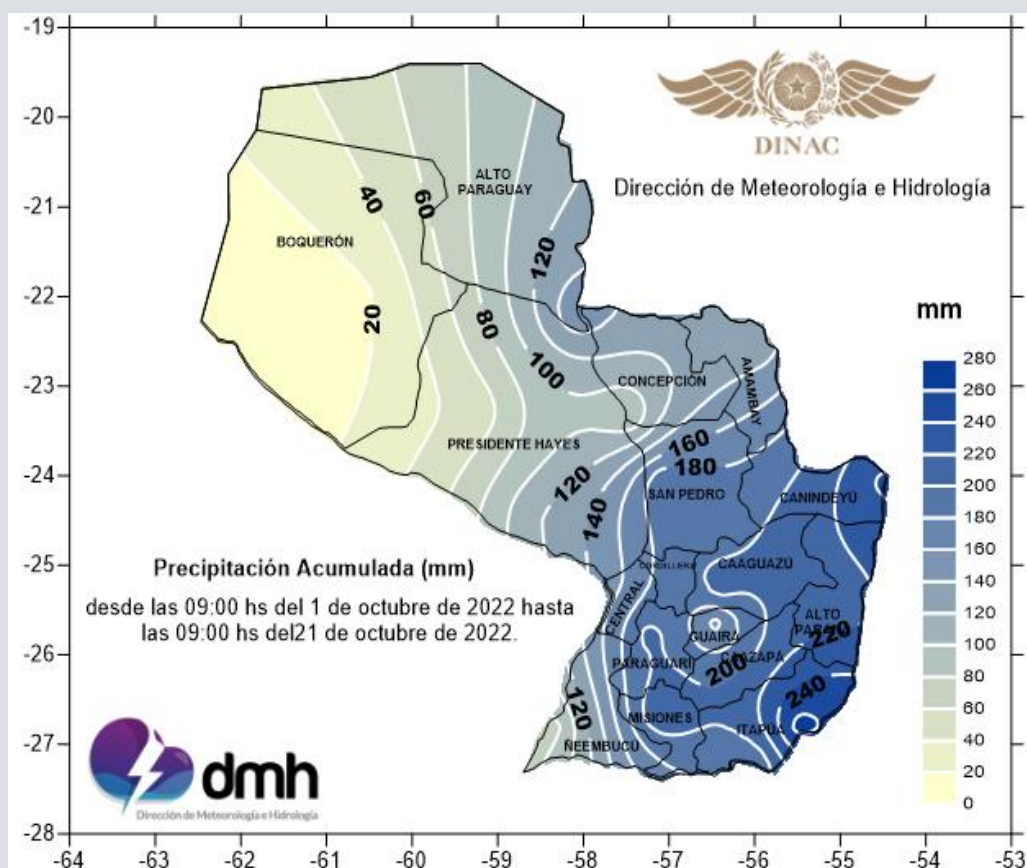 -19
-20
-21
-22
-23
-24
-25
-26
-27
-28
-64
-63
-62
-61
-60
-59
-58
-57
-56
-55
-54
-53
DINAC
Dirección de Meteorología e Hidrología
ALTO
PARAGUAY
BOQUERÓN
CONCEPCIÓN
AMAMBAY
PRESIDENTE HAYES
SAN PEDRO
CANINDEYÚ
CAAGUAZÚ
CENTRAL
GUAIRÁ
ALTO
PARAGUARÍ
MISIONES
ITAPÚA
ÑEEMBUCÚ
40
60
120
20
80
100
160
180
120
140
220
200
240
120
mm
280
260
240
220
200
180
160
140
120
100
80
60
40
20
0
Precipitación Acumulada (mm)
desde las 09:00 hs del 1 de octubre de 2022 hasta
las 09:00 hs del21 de octubre de 2022.
dmh
Dirección de Meteorología e Hidrología